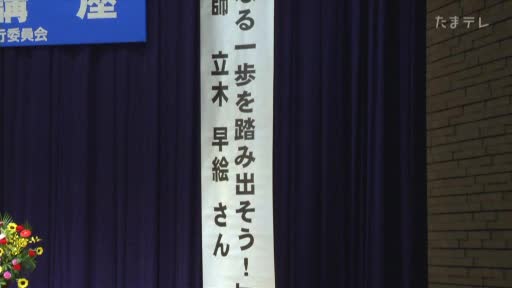 講座
行委員会
たまテレ
る一歩を踏み出そう!
師 立木 早絵 さん